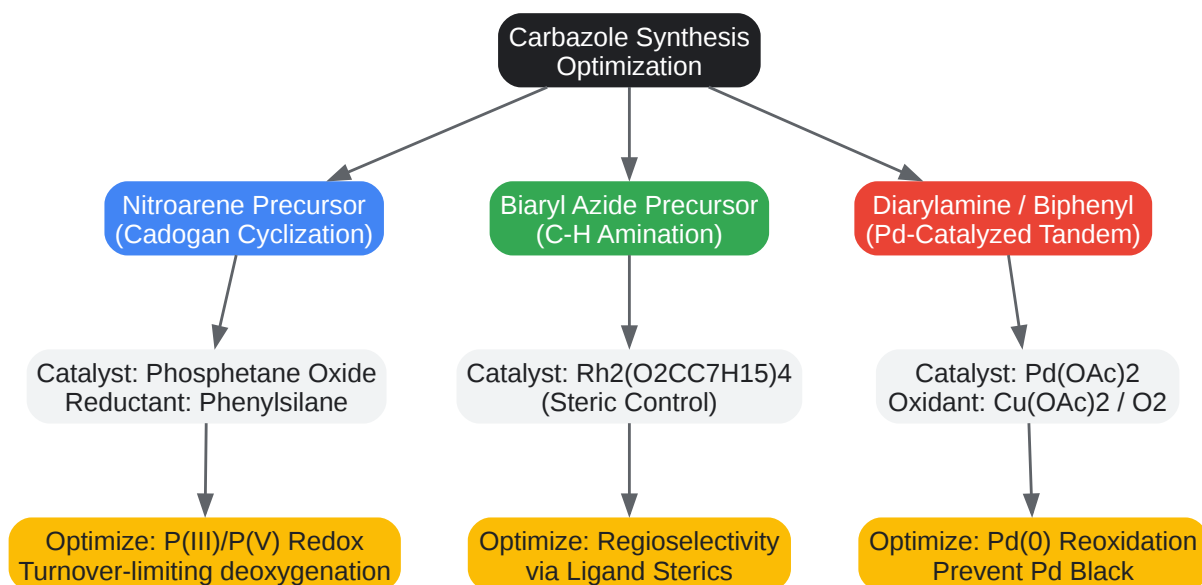 Carbazole Synthesis
Optimization
Nitroarene Precursor
(Cadogan Cyclization)
Biaryl Azide Precursor
(C-H Amination)
Diarylamine / Biphenyl
(Pd-Catalyzed Tandem)
Catalyst: Phosphetane Oxide
Reductant: Phenylsilane
Catalyst: Rh2(O2CC7H15)4
(Steric Control)
Catalyst: Pd(OAc)2
Oxidant: Cu(OAc)2 / O2
Optimize: P(III)/P(V) Redox
Turnover-limiting deoxygenation
Optimize: Regioselectivity
via Ligand Sterics
Optimize: Pd(0) Reoxidation
Prevent Pd Black